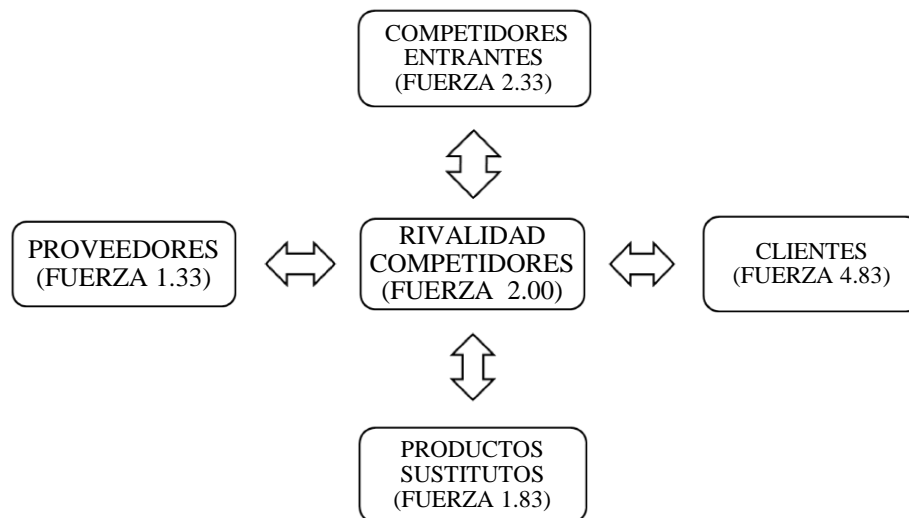 COMPETIDORES
ENTRANTES
(FUERZA 2.33)
PROVEEDORES
(FUERZA 1.33)
RIVALIDAD
COMPETIDORES
(FUERZA 2.00)
CLIENTES
(FUERZA 4.83)
PRODUCTOS
SUSTITUTOS
(FUERZA 1.83)